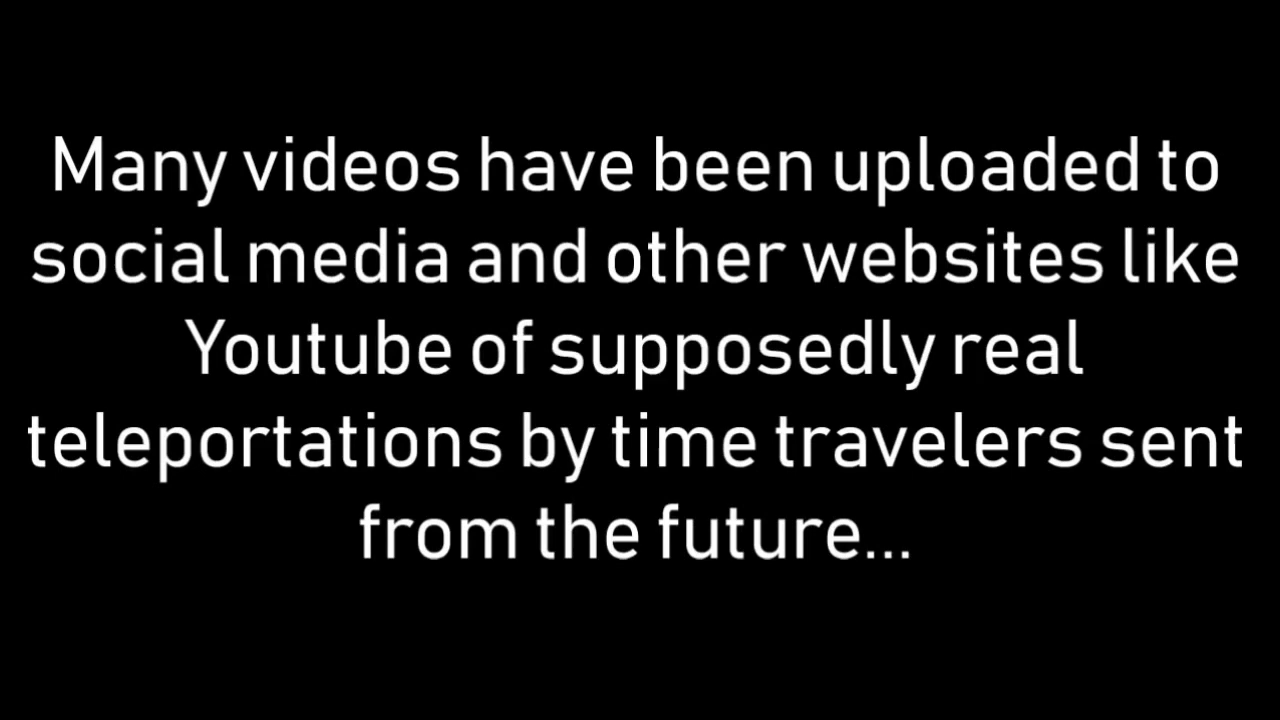 Many videos have been uploaded to
social media and other websites like
Youtube of supposedly real
teleportations by time travelers sent
from the future...